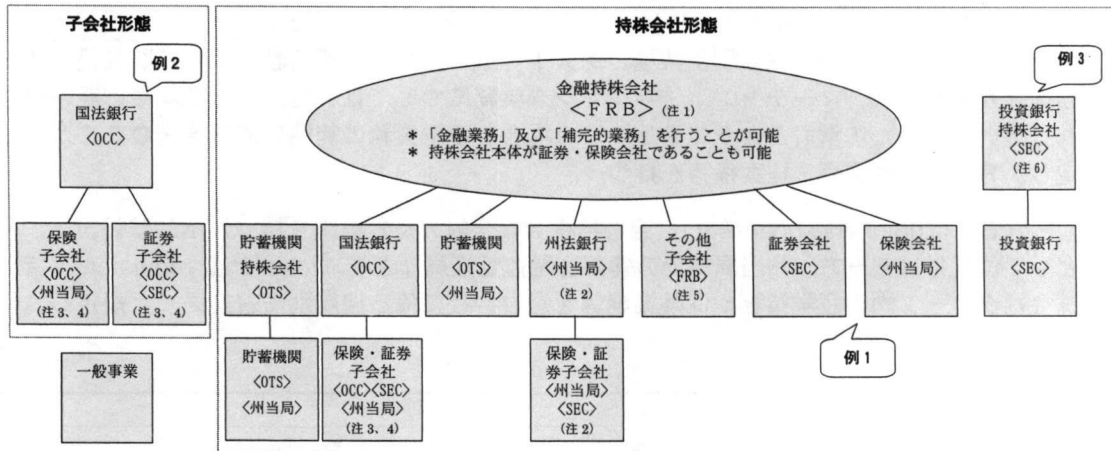 子会社形態
例2
国法銀行
<OCC>
保険
子会社
<OCC>
<州当局>
(注3、4)
証券
子会社
<OCC>
<SEC>
(注3、4)
一般事業
持株会社形態
金融持株会社
<FRB>(注1)
* 「金融業務」及び「補完的業務」を行うことが可能
* 持株会社本体が証券・保険会社であることも可能
例3
投資銀行
持株会社
<SEC>
(注6)
貯蓄機関
持株会社
<OTS>
国法銀行
<OCC>
貯蓄機関
<OTS>
<州当局>
州法銀行
<州当局>
(注2)
その他
子会社
<FRB>
(注5)
証券会社
<SEC>
保険会社
<州当局>
投資銀行
<SEC>
例1
貯蓄機関
<OTS>
<州当局>
保険・証券
子会社
<OCC><SEC>
<州当局>
(注3、4)
保険・証
券子会社
<州当局>
<SEC>
(注2)